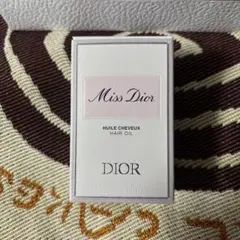 Miss Dior
HUILE CHEVEUX
HAIR OIL
DIOR